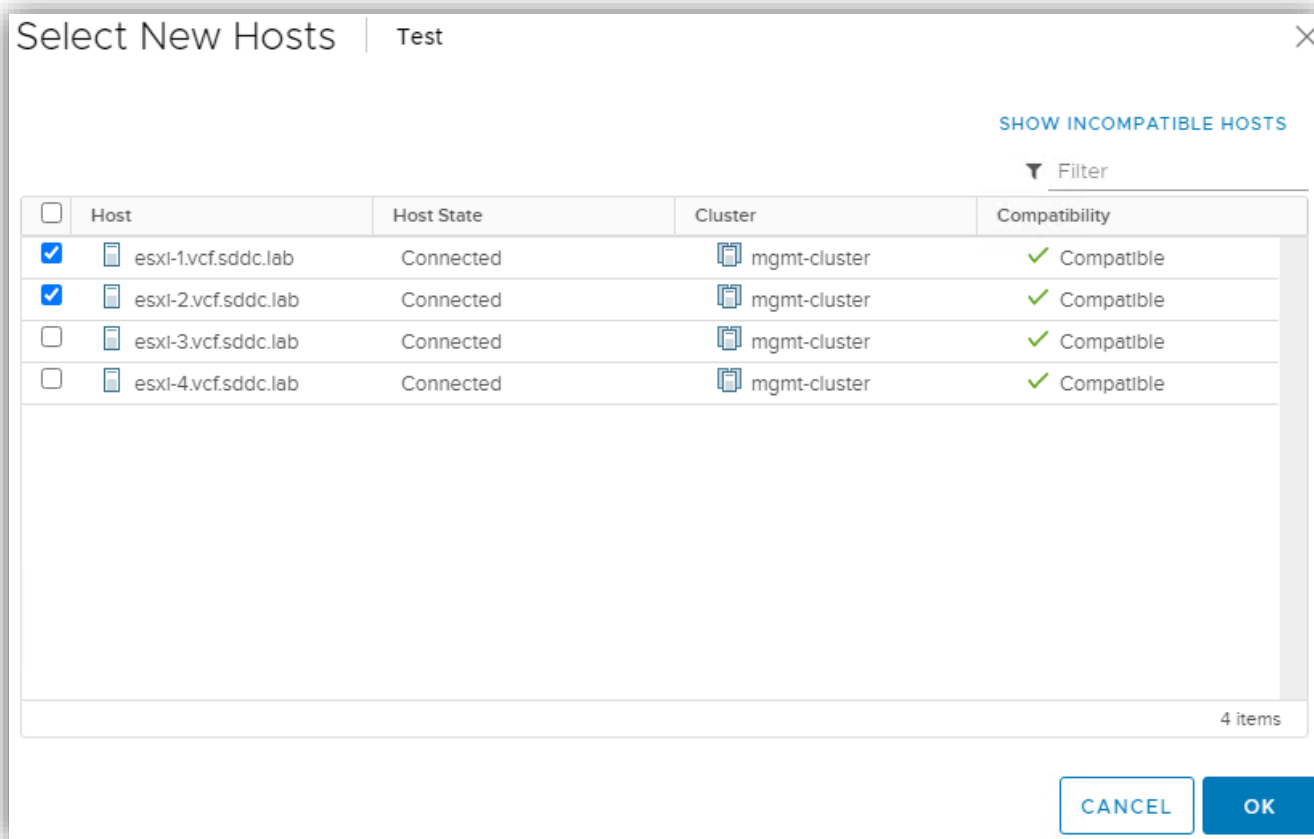 Select New Hosts Test
SHOW INCOMPATIBLE HOSTS
Filter
Host Host State Cluster Compatibility
esxi-1.vcf.sddc.lab Connected mgmt-cluster Compatible
esxi-2.vcf.sddc.lab Connected mgmt-cluster Compatible
esxi-3.vcf.sddc.lab Connected mgmt-cluster Compatible
esxi-4.vcf.sddc.lab Connected mgmt-cluster Compatible
4 items
CANCEL OK